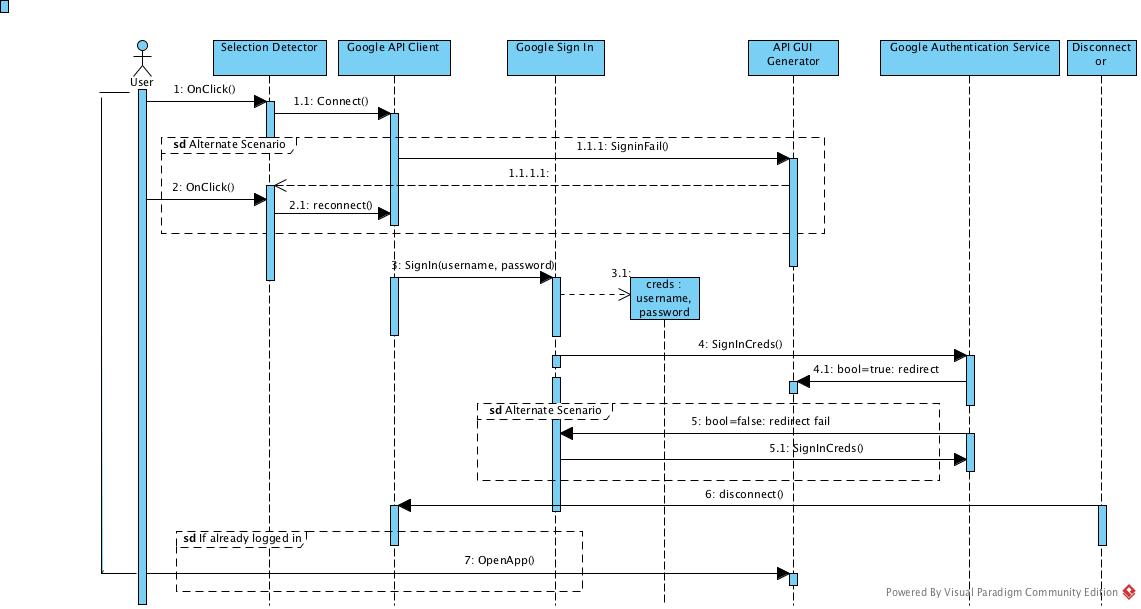 Selection Detector
Google API Client
Google Sign In
API GUI
Generator
Google Authentication Service
Disconnect
or
User
1: OnClick()
1.1: Connect()
sd Alternate Scenario
1.1.1: SigninFail()
1.1.1.1:
2: OnClick()
2.1: reconnect()
3: SignIn(username, password)
3.1:
creds :
username,
password
4: SignInCreds()
4.1: bool=true: redirect
sd Alternate Scenario
5: bool=false: redirect fail
5.1: SignInCreds()
6: disconnect()
sd If already logged in
7: OpenApp()
Powered By Visual Paradigm Community Edition